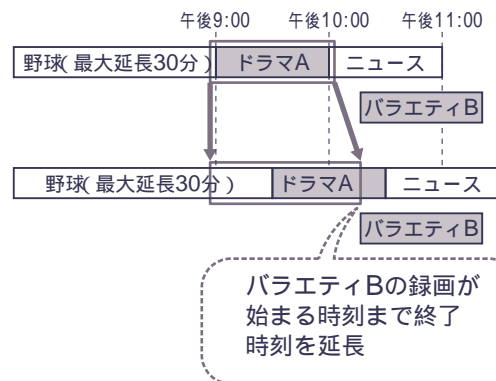 午後9:00 午後10:00 午後11:00
野球(最大延長30分) ドラマA ニュース
バラエティB
野球(最大延長30分) ドラマA ニュース
バラエティB
バラエティBの録画が
始まる時刻まで終了
時刻を延長